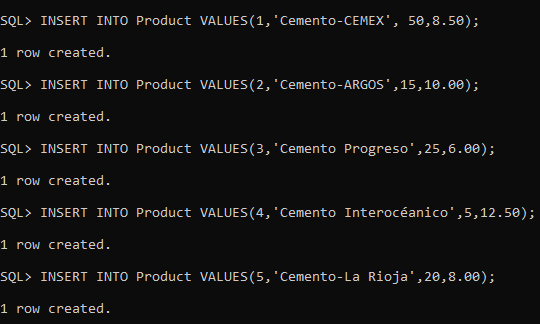 SQL> INSERT INTO Product VALUES(1,'Cemento-CEMEX', 50,8.50);
1 row created.
SQL> INSERT INTO Product VALUES(2,'Cemento-ARGOS',15,10.00);
1 row created.
SQL> INSERT INTO Product VALUES(3,'Cemento Progreso',25,6.00);
1 row created.
SQL> INSERT INTO Product VALUES(4,'Cemento Interocéanico',5,12.50);
1 row created.
SQL> INSERT INTO Product VALUES(5,'Cemento-La Rioja',20,8.00);
1 row created.